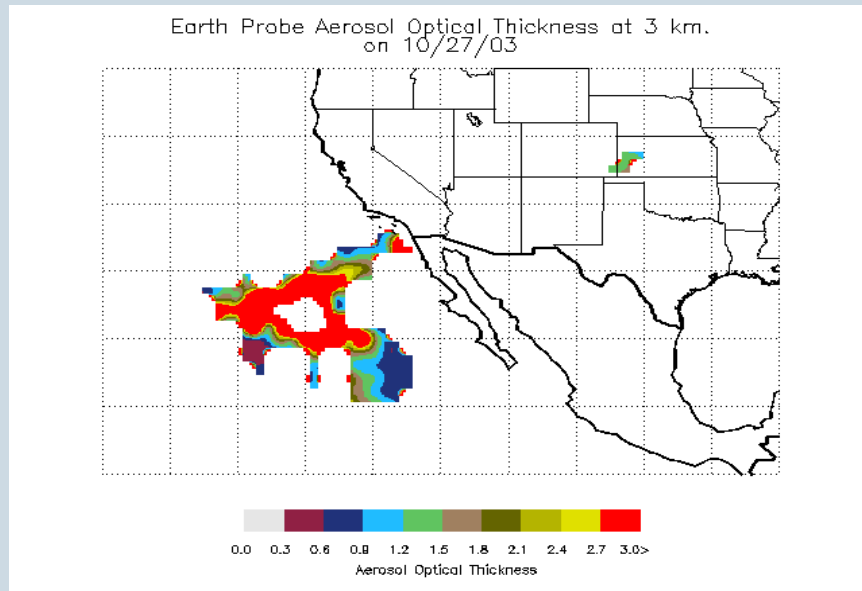 Earth Probe Aerosol Optical Thickness at 3 km.
on 10/27/03
0.0 0.3 0.6 0.9 1.2 1.5 1.8 2.1 2.4 2.7 3.0>
Aerosol Optical Thickness